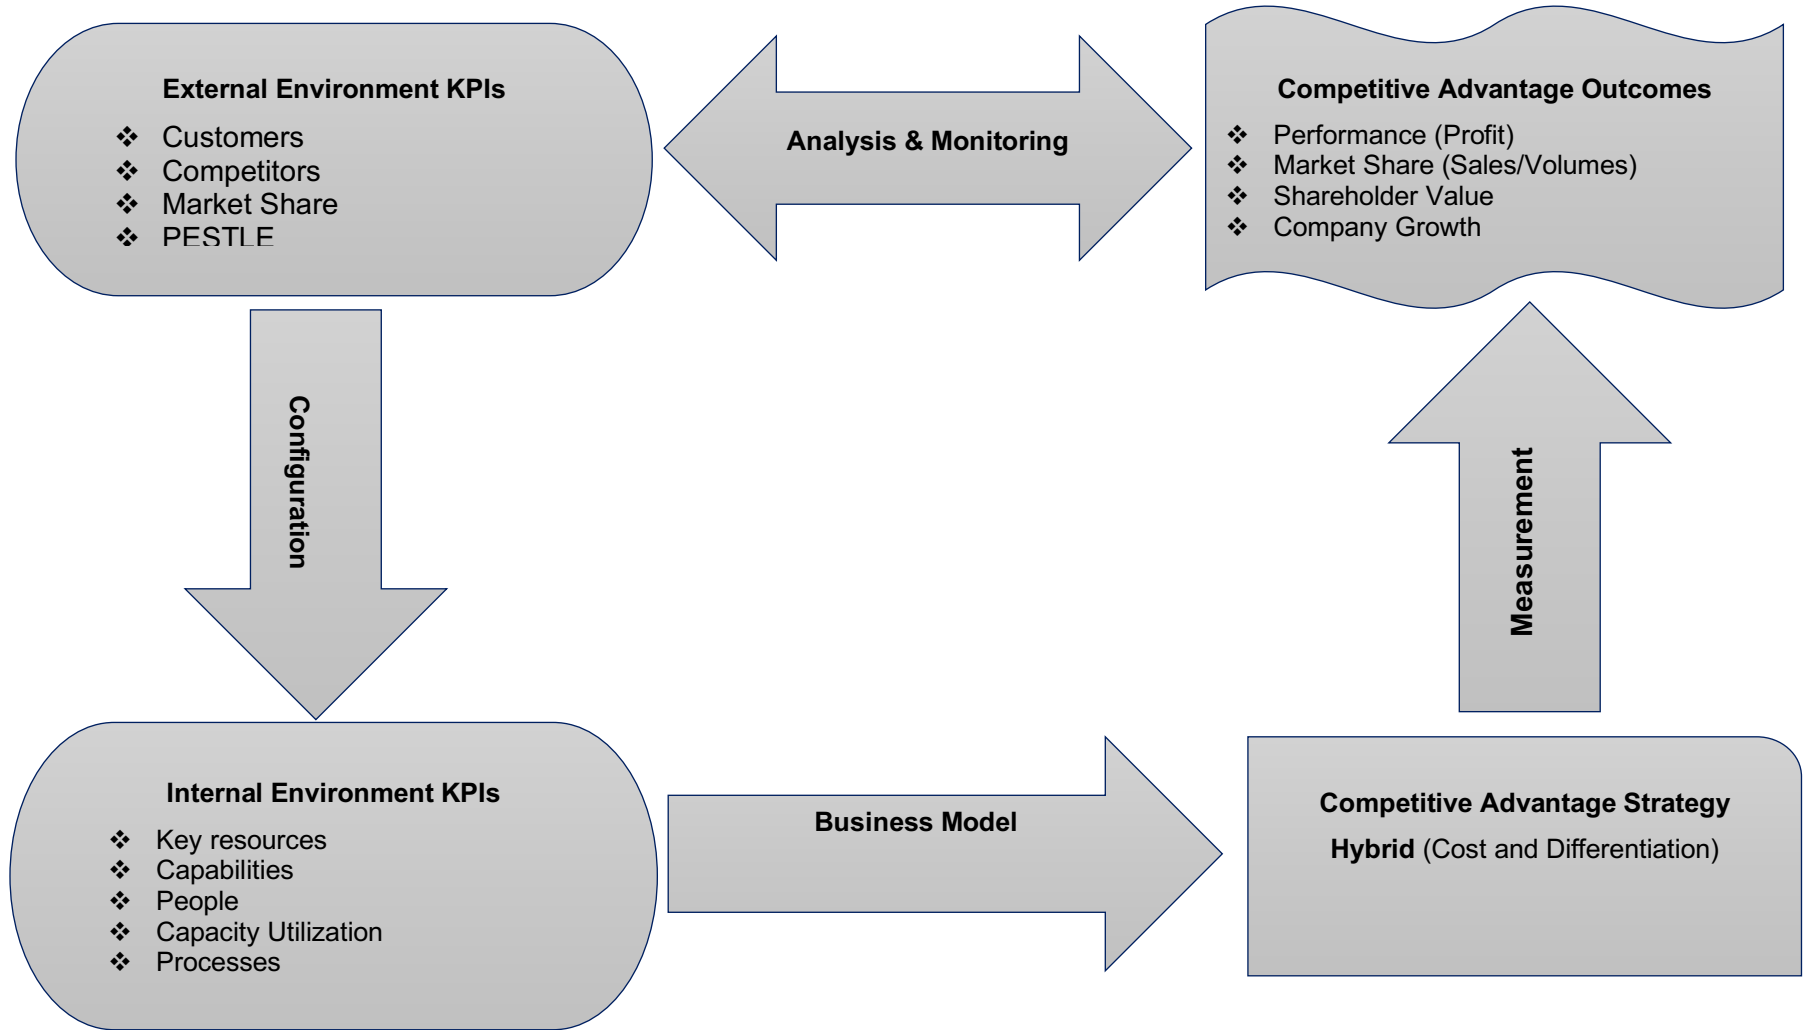 External Environment KPIs
❖ Customers
❖ Competitors
❖ Market Share
❖ PESTLE
Analysis & Monitoring
Competitive Advantage Outcomes
❖ Performance (Profit)
❖ Market Share (Sales/Volumes)
❖ Shareholder Value
❖ Company Growth
Configuration
Measurement
Internal Environment KPIs
❖ Key resources
❖ Capabilities
❖ People
❖ Capacity Utilization
❖ Processes
Business Model
Competitive Advantage Strategy
Hybrid (Cost and Differentiation)